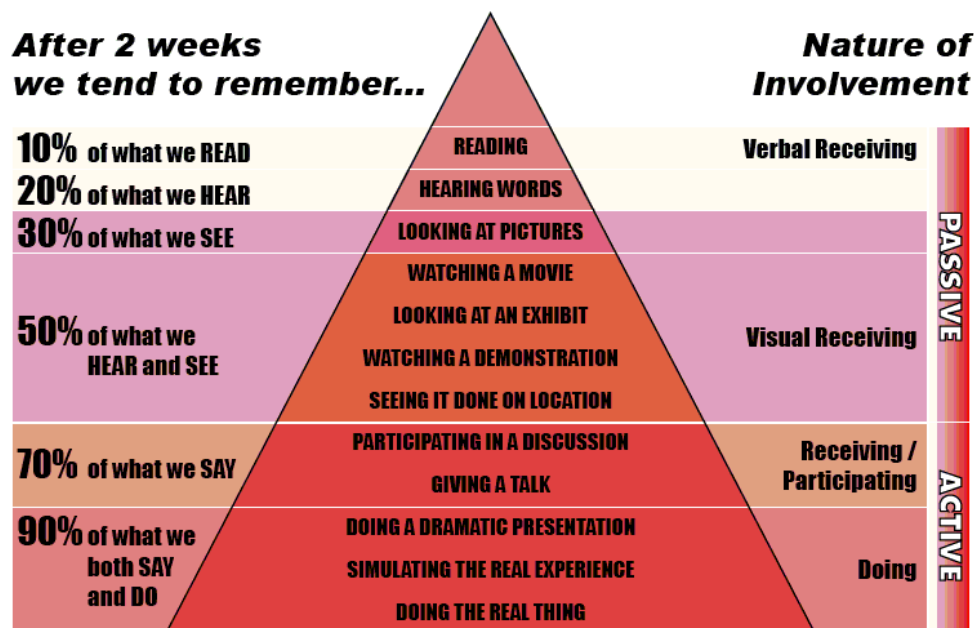 After 2 weeks
we tend to remember...
Nature of
Involvement
10% of what we READ
READING
Verbal Receiving
20% of what we HEAR
HEARING WORDS
30% of what we SEE
LOOKING AT PICTURES
50% of what we
HEAR and SEE
WATCHING A MOVIE
LOOKING AT AN EXHIBIT
WATCHING A DEMONSTRATION
SEEING IT DONE ON LOCATION
Visual Receiving
PASSIVE
70% of what we SAY
PARTICIPATING IN A DISCUSSION
GIVING A TALK
Receiving /
Participating
90% of what we
both SAY
and DO
DOING A DRAMATIC PRESENTATION
SIMULATING THE REAL EXPERIENCE
DOING THE REAL THING
Doing
ACTIVE